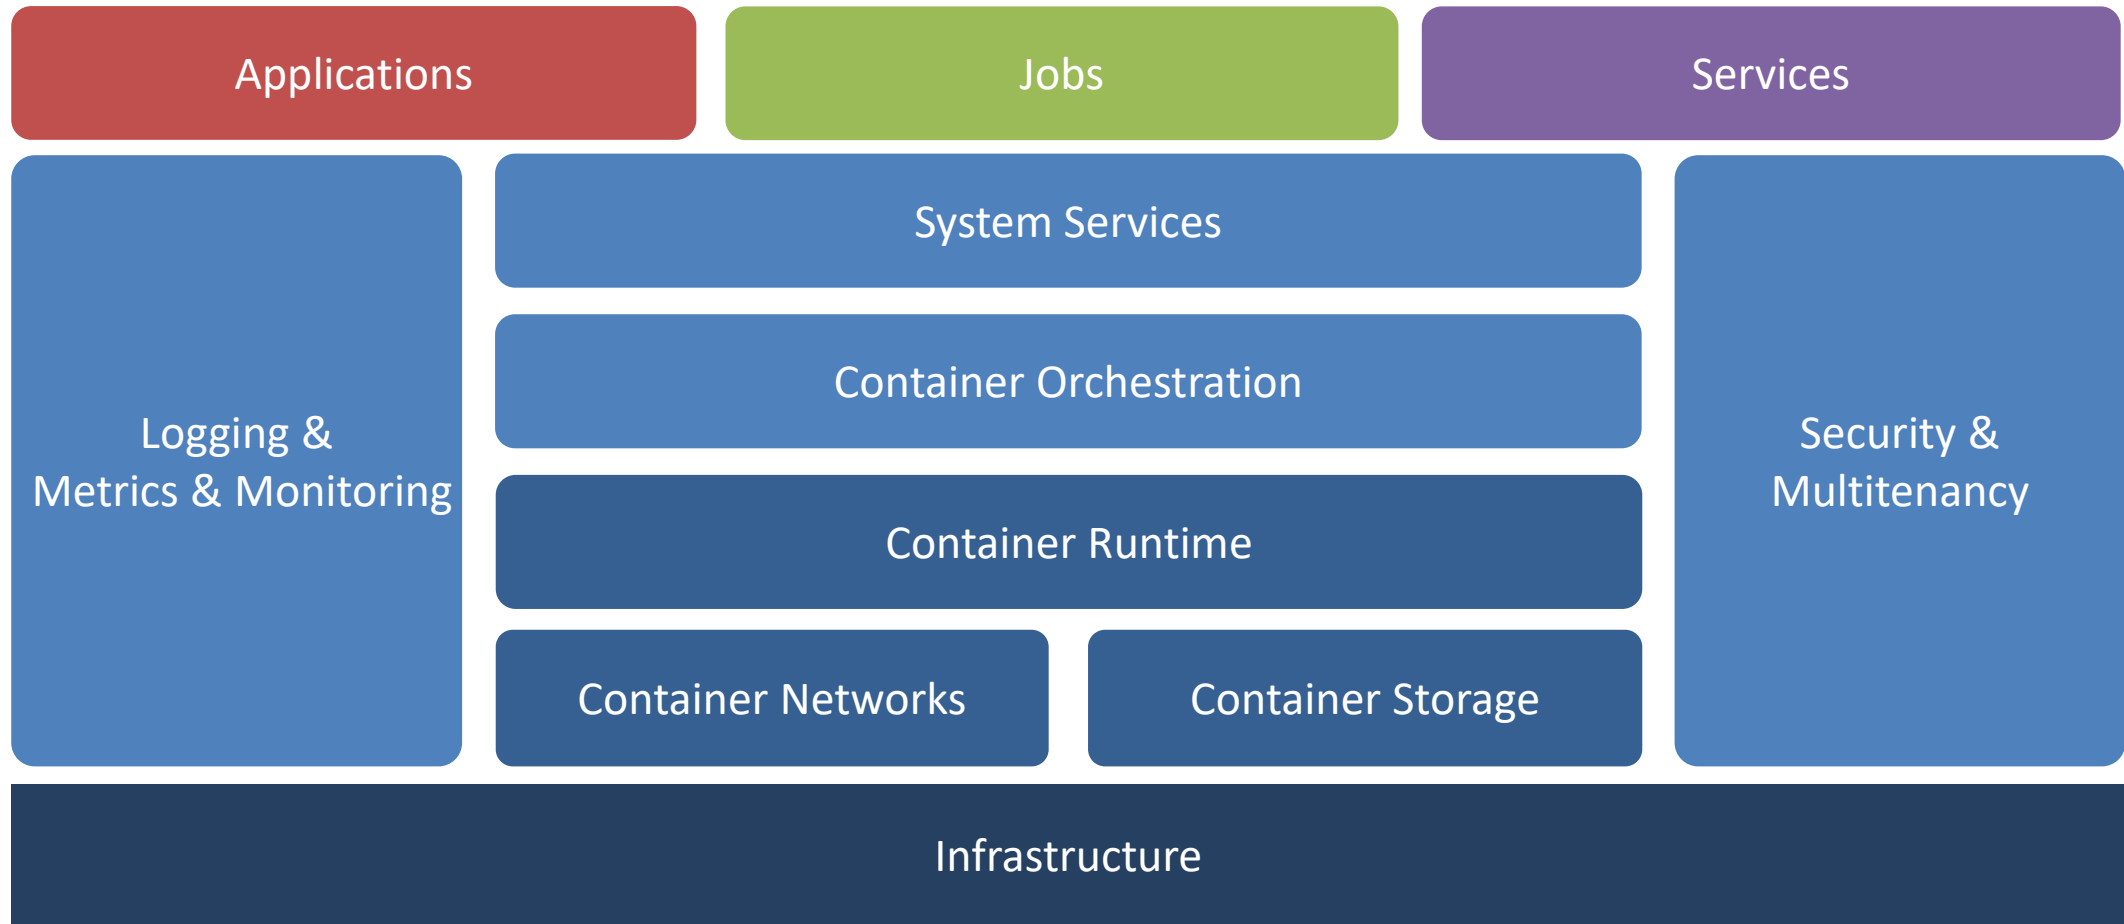 Applications
Jobs
Services
System Services
Container Orchestration
Logging &
Metrics & Monitoring
Security &
Multitenancy
Container Runtime
Container Networks
Container Storage
Infrastructure